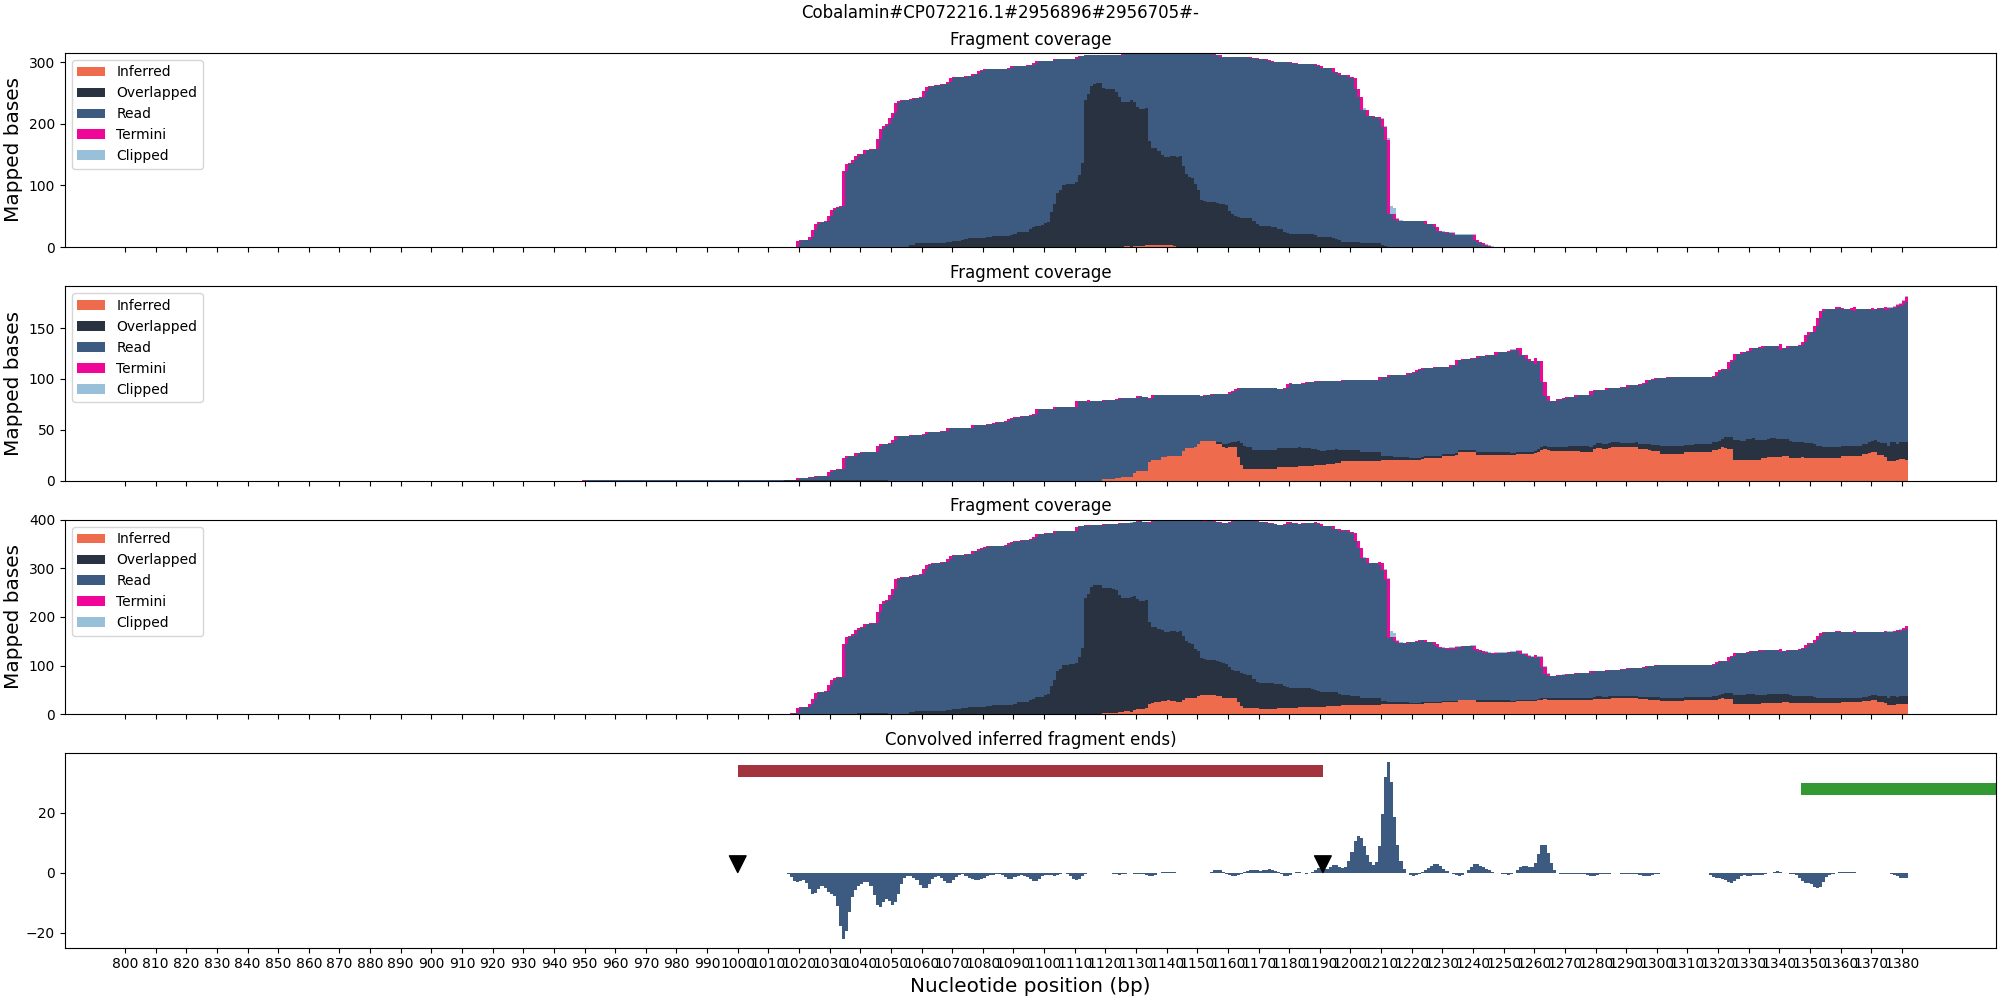 Cobalamin#CP072216.1#2956896#2956705#-
Fragment coverage
Mapped bases
300
200
100
0
Inferred
Overlapped
Read
Termini
Clipped
Fragment coverage
Mapped bases
150
100
50
0
Inferred
Overlapped
Read
Termini
Clipped
Fragment coverage
Mapped bases
400
300
200
100
0
Inferred
Overlapped
Read
Termini
Clipped
Convolved inferred fragment ends)
20
0
−20
800 810 820 830 840 850 860 870 880 890 900 910 920 930 940 950 960 970 980 990 1000 1010 1020 1030 1040 1050 1060 1070 1080 1090 1100 1110 1120 1130 1140 1150 1160 1170 1180 1190 1200 1210 1220 1230 1240 1250 1260 1270 1280 1290 1300 1310 1320 1330 1340 1350 1360 1370 1380
Nucleotide position (bp)